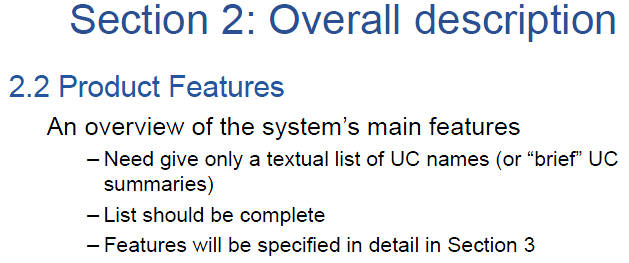 Section 2: Overall description
2.2 Product Features
An overview of the system's main features
– Need give only a textual list of UC names (or “brief” UC
summaries)
– List should be complete
– Features will be specified in detail in Section 3